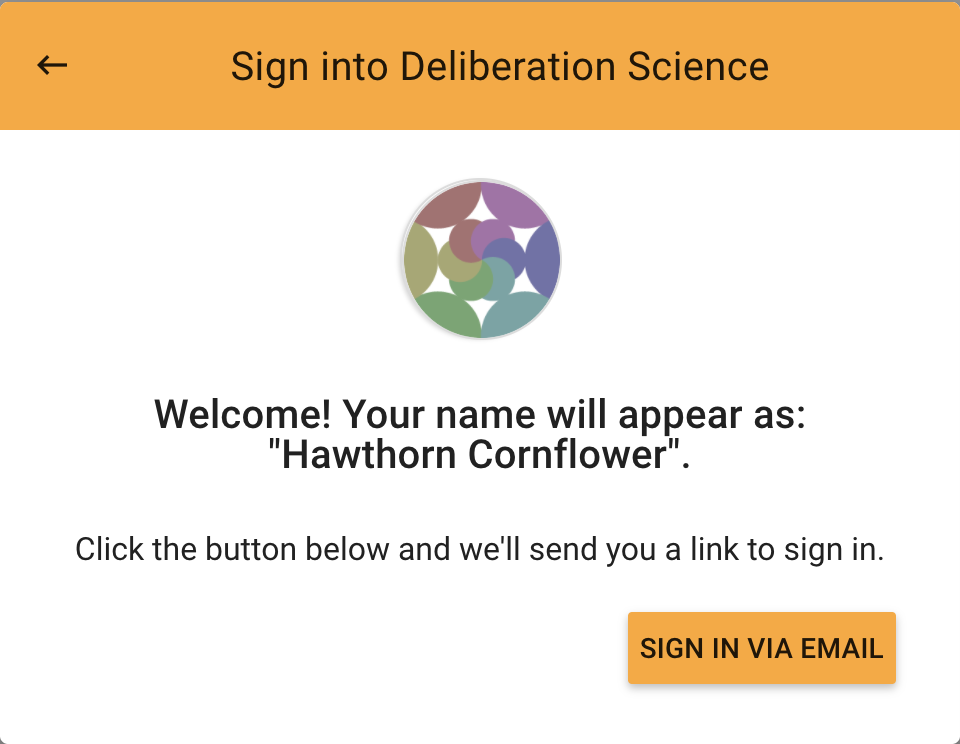 Sign into Deliberation Science
Welcome! Your name will appear as:
"Hawthorn Cornflower".
Click the button below and we'll send you a link to sign in.
SIGN IN VIA EMAIL